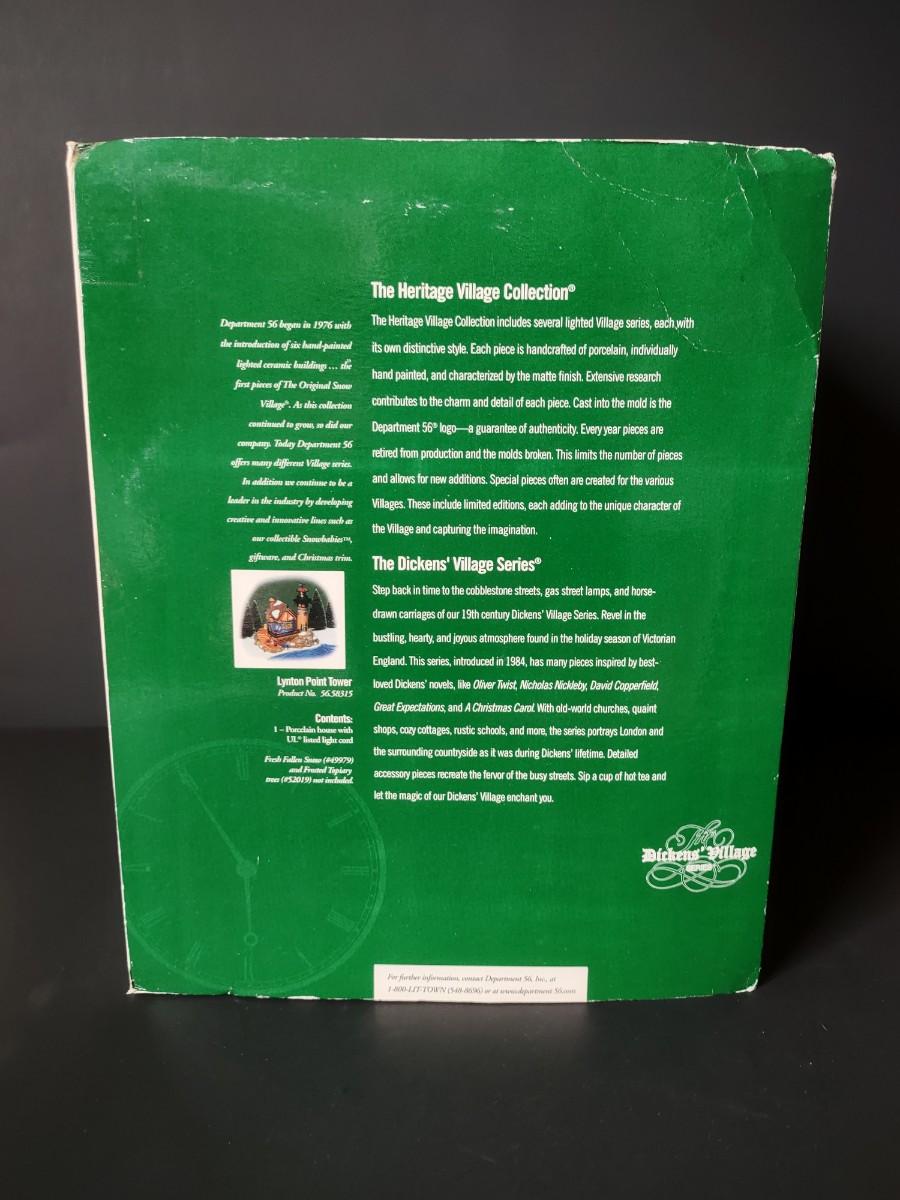 Department 56 began in 1976 with
the introduction of six hand-painted
lighted ceramic buildings ... the
first pieces of The Original Snow
Village®. As this collection
continued to grow, so did our
company. Today Department 56
offers many different Village series.
In addition we continue to be a
leader in the industry by developing
creative and innovative lines such as
our collectible Snowbabies™,
giftware, and Christmas trim.
Lynton Point Tower
Product No. 56.58315
Contents:
1 – Porcelain house with
UL® listed light cord
Fresh Fallen Snow (#49979)
and Frosted Topiary
trees (#52019) not included.
The Heritage Village Collection®
The Heritage Village Collection includes several lighted Village series, each with
its own distinctive style. Each piece is handcrafted of porcelain, individually
hand painted, and characterized by the matte finish. Extensive research
contributes to the charm and detail of each piece. Cast into the mold is the
Department 56® logo—a guarantee of authenticity. Every year pieces are
retired from production and the molds broken. This limits the number of pieces
and allows for new additions. Special pieces often are created for the various
Villages. These include limited editions, each adding to the unique character of
the Village and capturing the imagination.
The Dickens' Village Series®
Step back in time to the cobblestone streets, gas street lamps, and horse-
drawn carriages of our 19th century Dickens' Village Series. Revel in the
bustling, hearty, and joyous atmosphere found in the holiday season of Victorian
England. This series, introduced in 1984, has many pieces inspired by best-
loved Dickens' novels, like Oliver Twist, Nicholas Nickleby, David Copperfield,
Great Expectations, and A Christmas Carol. With old-world churches, quaint
shops, cozy cottages, rustic schools, and more, the series portrays London and
the surrounding countryside as it was during Dickens' lifetime. Detailed
accessory pieces recreate the fervor of the busy streets. Sip a cup of hot tea and
let the magic of our Dickens' Village enchant you.
The
Dickens' Village
SERIES
For further information, contact Department 56, Inc., at
1-800-LIT-TOWN (548-8696) or at www.department 56.com